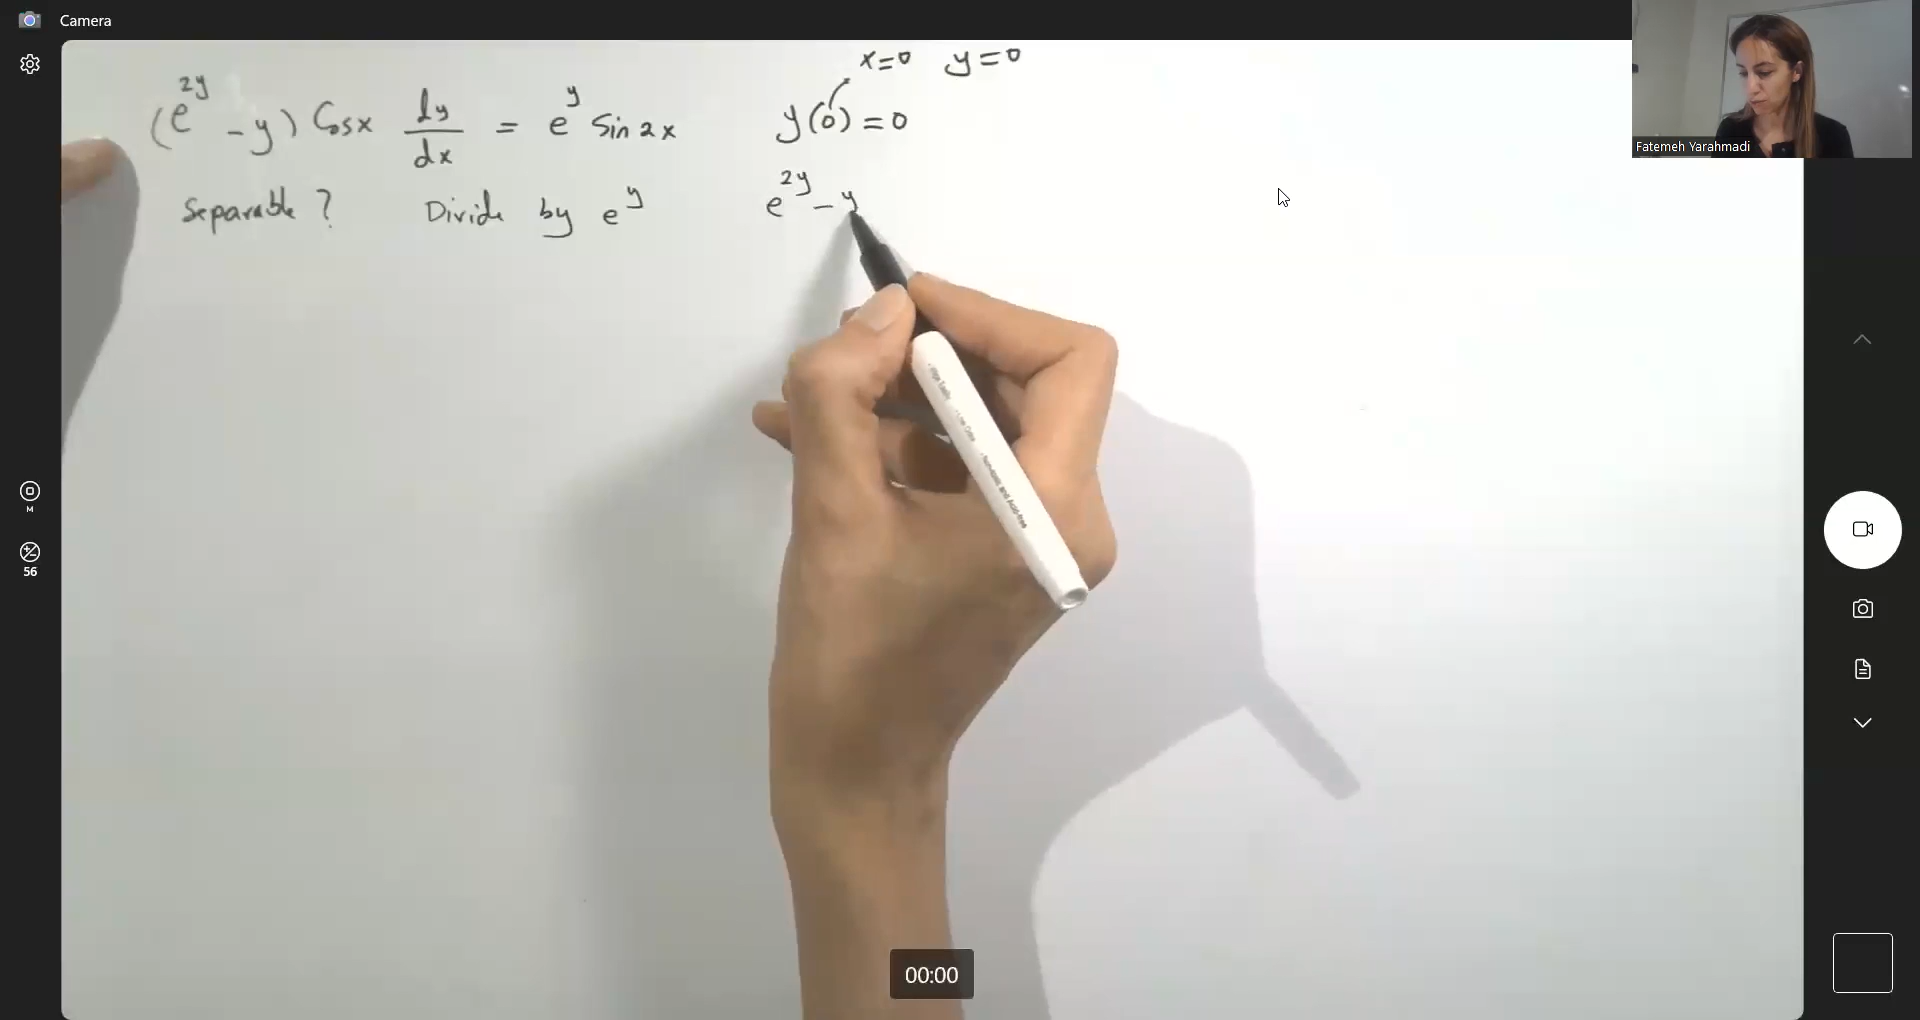 Camera
x=0 y=0
(e^2y - y) Cosx dy/dx = e^y Sin 2x y(0) = 0
Separable? Divide by e^y e^2y - y
Fatemeh Yarahmadi
M
56
00:00